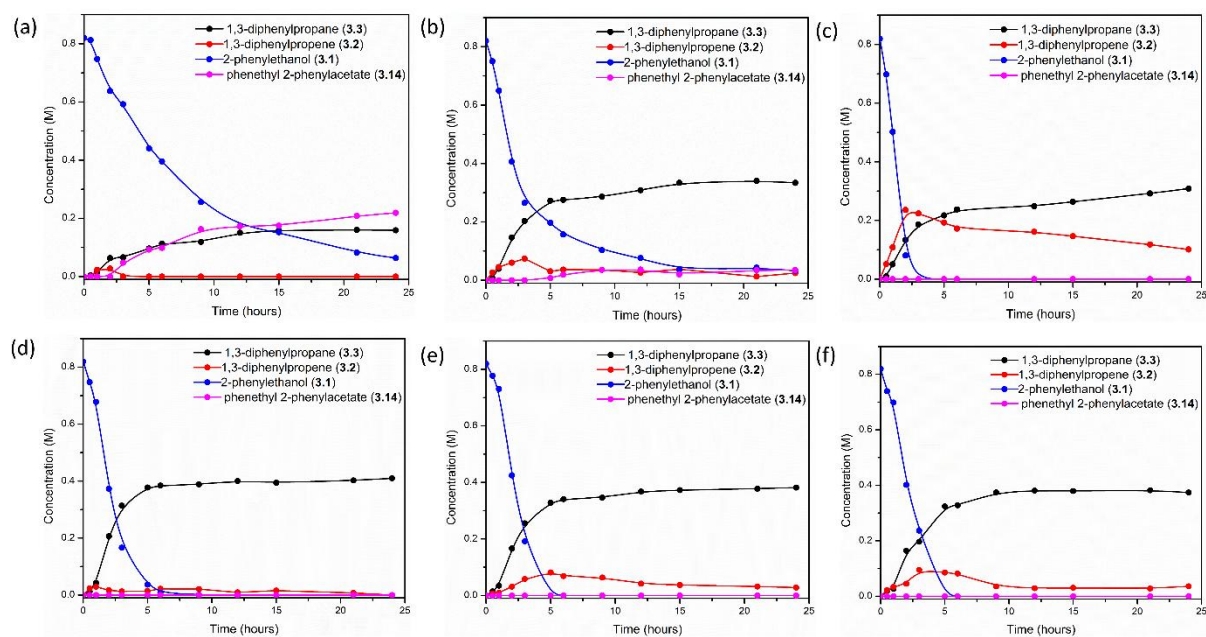 (a)
1,3-diphenylpropane (3.3)
1,3-diphenylpropene (3.2)
2-phenylethanol (3.1)
phenethyl 2-phenylacetate (3.14)
Concentration (M)
0.8
0.6
0.4
0.2
0.0
0 5 10 15 20 25
Time (hours)
(b)
1,3-diphenylpropane (3.3)
1,3-diphenylpropene (3.2)
2-phenylethanol (3.1)
phenethyl 2-phenylacetate (3.14)
Concentration (M)
0.8
0.6
0.4
0.2
0.0
0 5 10 15 20 25
Time (hours)
(c)
1,3-diphenylpropane (3.3)
1,3-diphenylpropene (3.2)
2-phenylethanol (3.1)
phenethyl 2-phenylacetate (3.14)
Concentration (M)
0.8
0.6
0.4
0.2
0.0
0 5 10 15 20 25
Time (hours)
(d)
1,3-diphenylpropane (3.3)
1,3-diphenylpropene (3.2)
2-phenylethanol (3.1)
phenethyl 2-phenylacetate (3.14)
Concentration (M)
0.8
0.6
0.4
0.2
0.0
0 5 10 15 20 25
Time (hours)
(e)
1,3-diphenylpropane (3.3)
1,3-diphenylpropene (3.2)
2-phenylethanol (3.1)
phenethyl 2-phenylacetate (3.14)
Concentration (M)
0.8
0.6
0.4
0.2
0.0
0 5 10 15 20 25
Time (hours)
(f)
1,3-diphenylpropane (3.3)
1,3-diphenylpropene (3.2)
2-phenylethanol (3.1)
phenethyl 2-phenylacetate (3.14)
Concentration (M)
0.8
0.6
0.4
0.2
0.0
0 5 10 15 20 25
Time (hours)